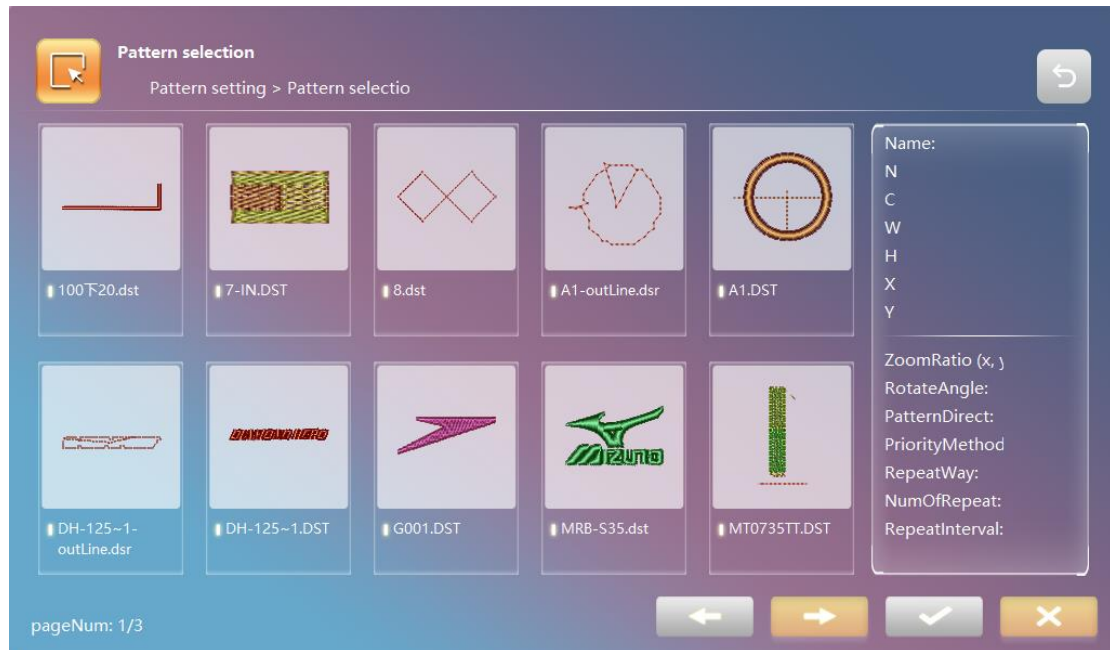 Pattern selection
Pattern setting > Pattern selectio
100下20.dst
7-IN.DST
8.dst
A1-outLine.dsr
A1.DST
DH-125~1-
outLine.dsr
DH-125~1.DST
G001.DST
MIZUNO
MRB-S35.dst
MT0735TT.DST
Name:
N
C
W
H
X
Y
ZoomRatio (x, y
RotateAngle:
PatternDirect:
PriorityMethod
RepeatWay:
NumOfRepeat:
RepeatInterval:
pageNum: 1/3